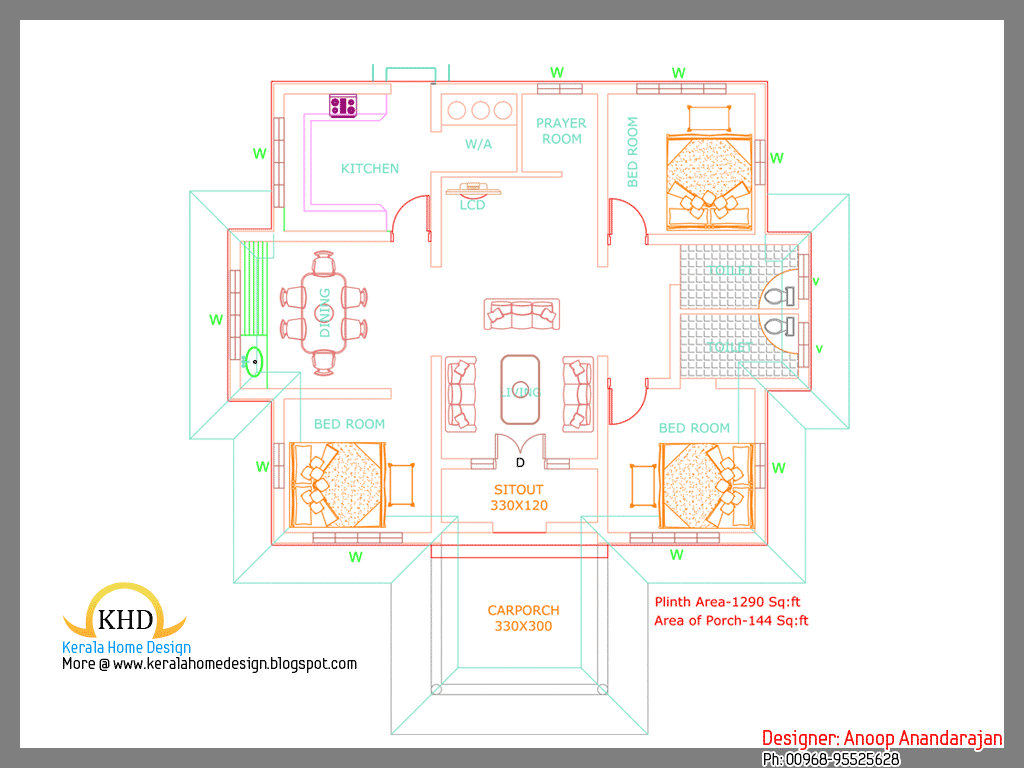 W
W
PRAYER
ROOM
BED ROOM
W/A
W
KITCHEN
W
LCD
TOILET
V
DINING
W
TOILET
V
LIVING
BED ROOM
BED ROOM
W
D
W
SITOUT
330X120
W
W
CARPORCH
330X300
Plinth Area-1290 Sq:ft
Area of Porch-144 Sq:ft
KHD
Kerala Home Design
More @ www.keralahomedesign.blogspot.com
Designer: Anoop Anandarajan
Ph: 00968-95525628